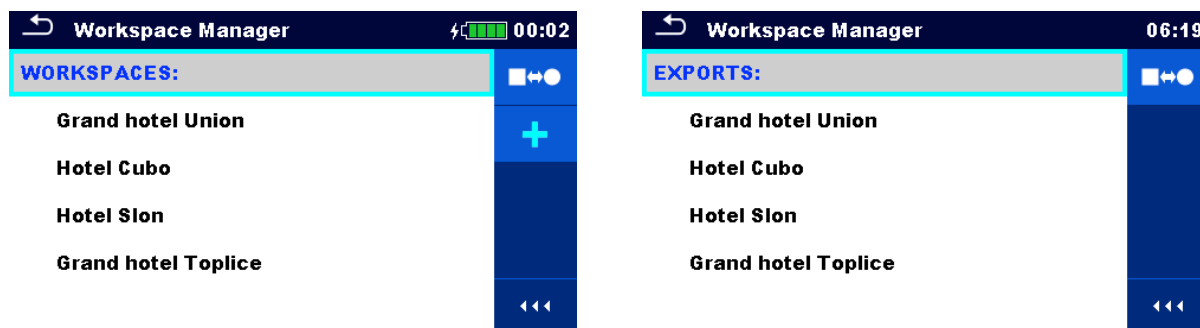 Workspace Manager 00:02
WORKSPACES:
Grand hotel Union
Hotel Cubo
Hotel Slon
Grand hotel Toplice
Workspace Manager 06:19
EXPORTS:
Grand hotel Union
Hotel Cubo
Hotel Slon
Grand hotel Toplice